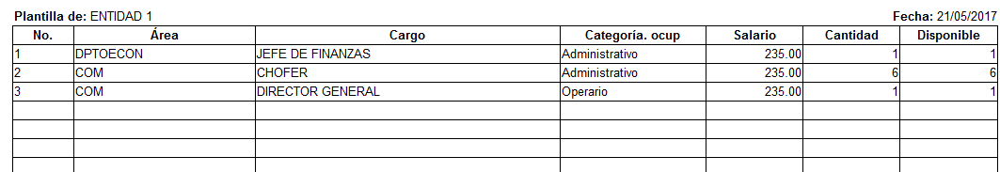 Plantilla de: ENTIDAD 1 Fecha: 21/05/2017
No. Área Cargo Categoría. ocup Salario Cantidad Disponible
1 DPTOECON JEFE DE FINANZAS Administrativo 235.00 1 1
2 COM CHOFER Administrativo 235.00 6 6
3 COM DIRECTOR GENERAL Operario 235.00 1 1